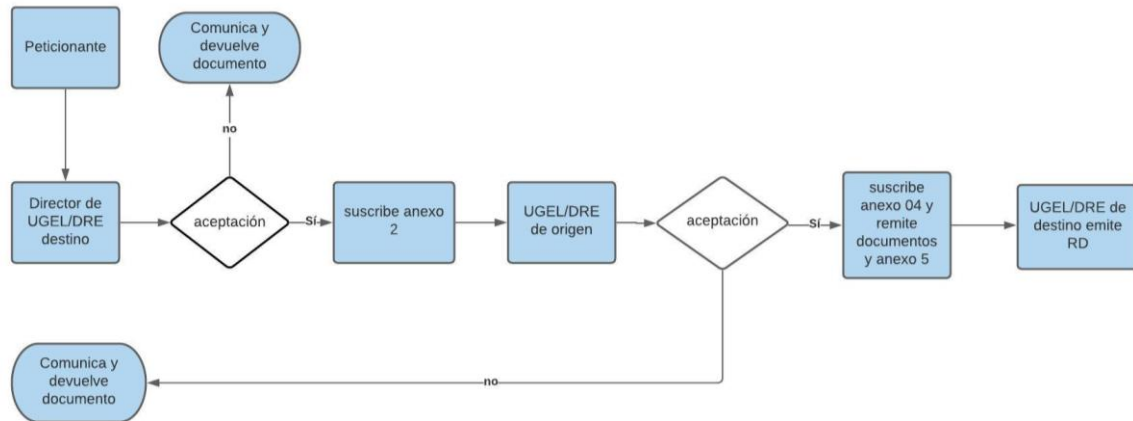 Peticionante
Comunica y
devuelve
documento
no
Director de
UGEL/DRE
destino
aceptación
Sí
suscribe anexo
2
UGEL/DRE
de origen
aceptación
Sí
suscribe
anexo 04 y
remite
documentos
y anexo 5
UGEL/DRE de
destino emite
RD
Comunica y
devuelve
documento
no